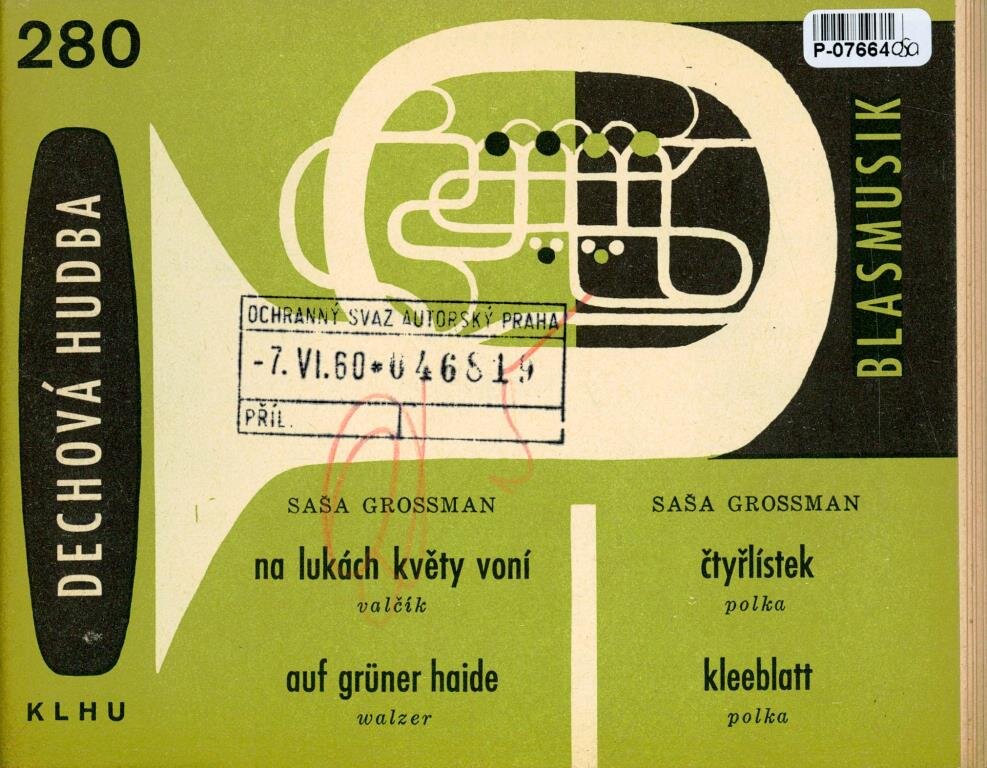 280
P-07664
DECHOVÁ HUDBA
BLASMUSIK
OCHRANNÝ SVAZ AUTORSKÝ PRAHA
-7. VI. 60 * 046819
PŘÍL.
SAŠA GROSSMAN
na lukách květy voní
valčík
auf grüner haide
walzer
SAŠA GROSSMAN
čtyřlístek
polka
kleeblatt
polka
KLHU